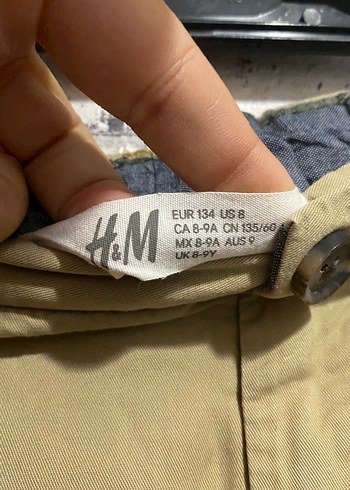 H&M
EUR 134 US 8
CA 8-9A CN 135/60
MX 8-9A AUS 9
UK 8-9Y